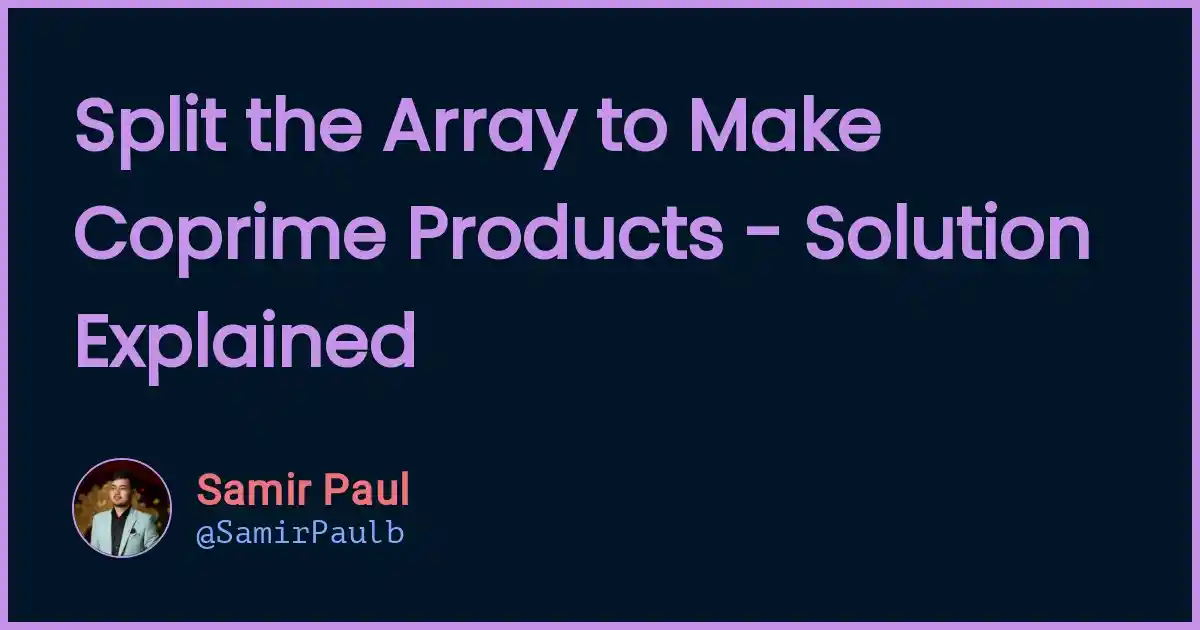 Split the Array to Make
Coprime Products - Solution
Explained
Samir Paul
@SamirPaulb